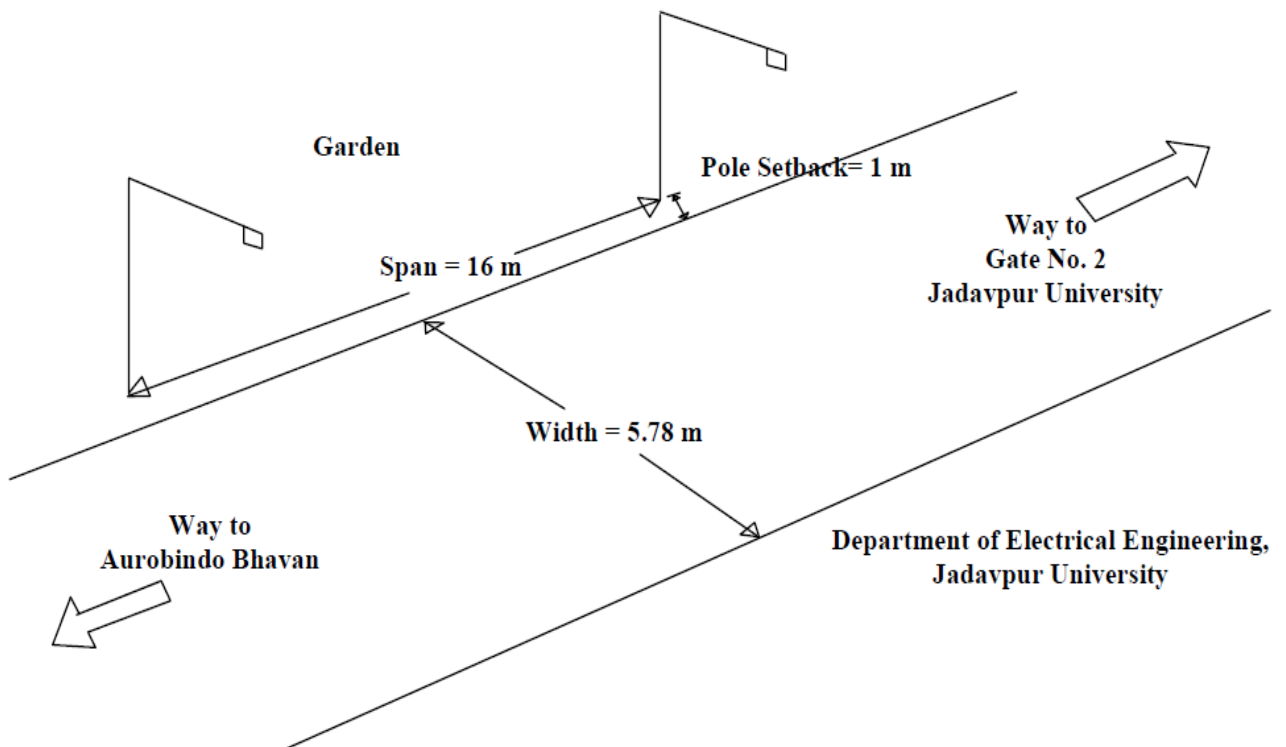 Garden
Pole Setback= 1 m
Way to
Gate No. 2
Jadavpur University
Span = 16 m
Width = 5.78 m
Way to
Aurobindo Bhavan
Department of Electrical Engineering,
Jadavpur University